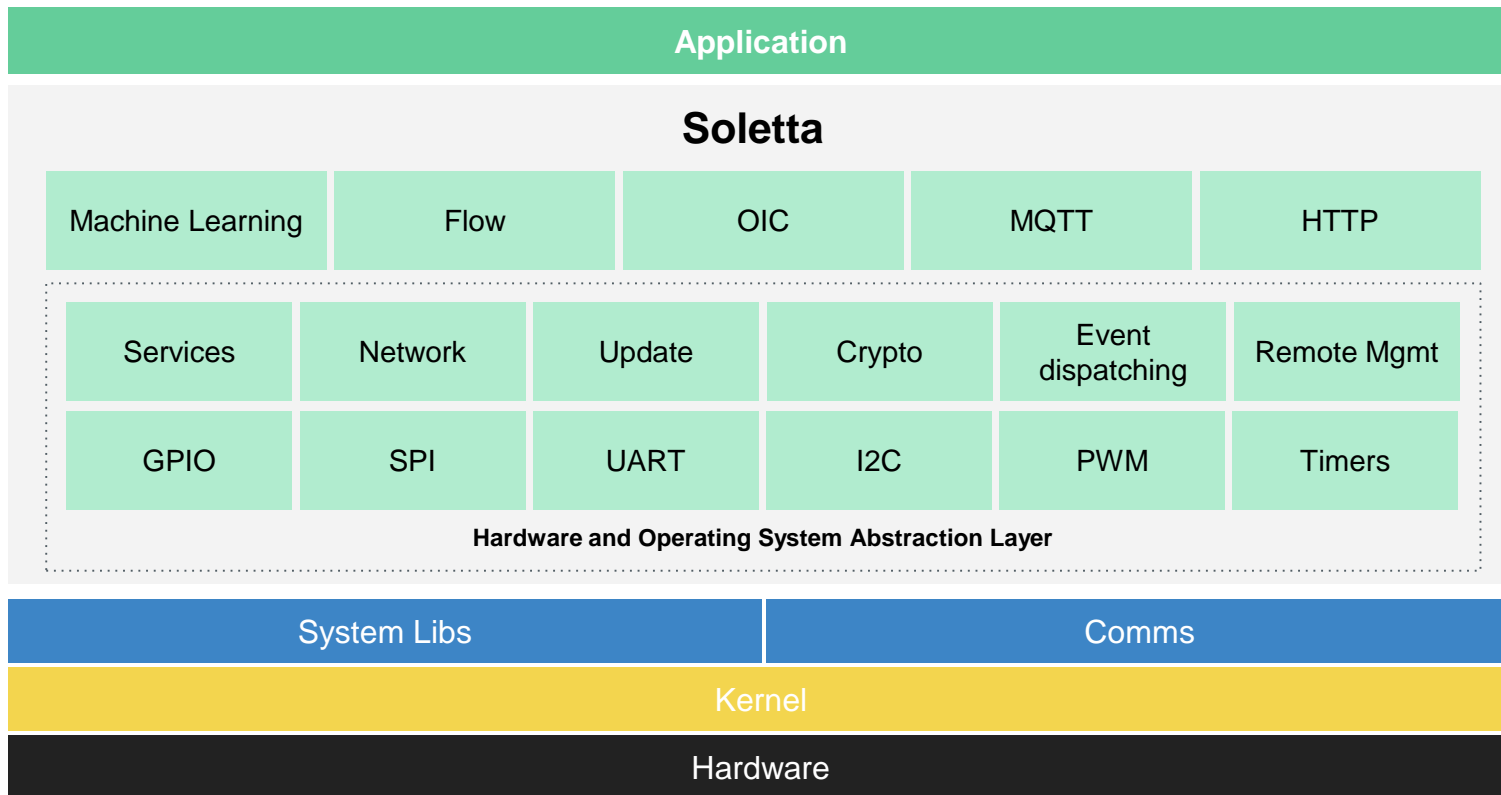 Application
Soletta
Machine Learning
Flow
OIC
MQTT
HTTP
Services
Network
Update
Crypto
Event
dispatching
Remote Mgmt
GPIO
SPI
UART
I2C
PWM
Timers
Hardware and Operating System Abstraction Layer
System Libs
Comms
Kernel
Hardware